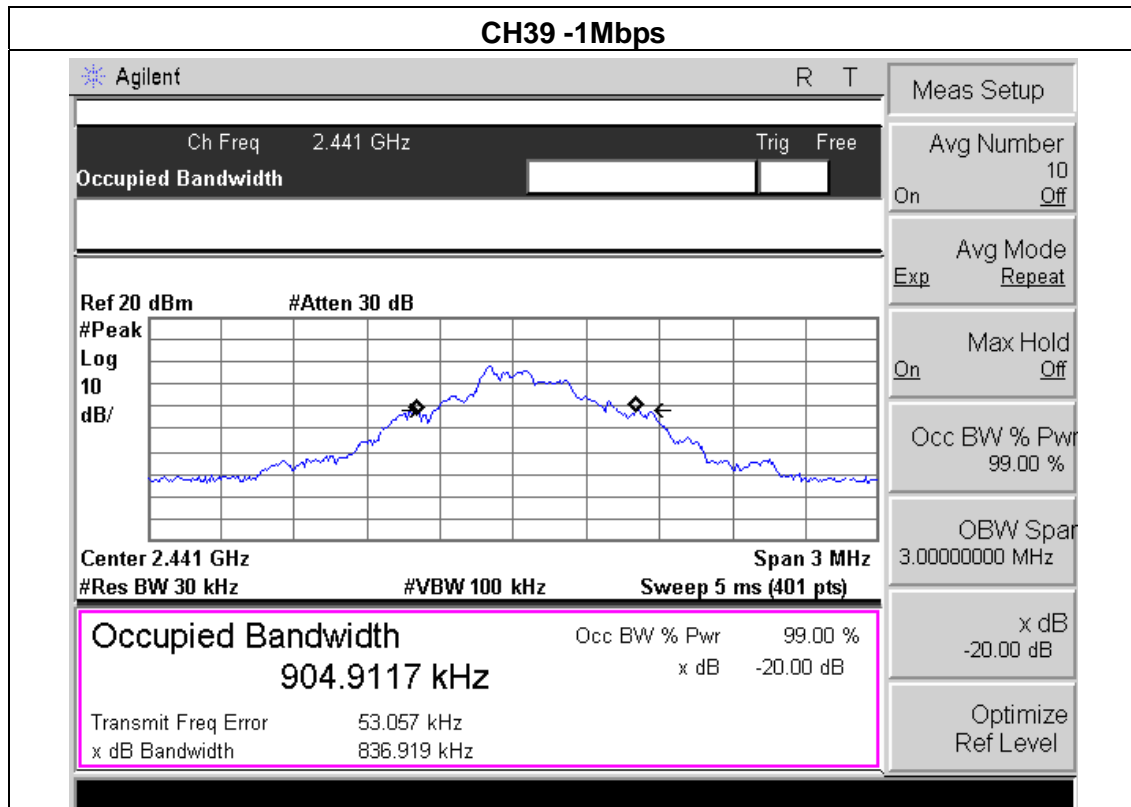 CH39 -1Mbps
Agilent R T
Ch Freq 2.441 GHz Trig Free
Occupied Bandwidth
Ref 20 dBm #Atten 30 dB
#Peak
Log
10
dB/
Center 2.441 GHz Span 3 MHz
#Res BW 30 kHz #VBW 100 kHz Sweep 5 ms (401 pts)
Occupied Bandwidth Occ BW % Pwr 99.00 %
904.9117 kHz x dB -20.00 dB
Transmit Freq Error 53.057 kHz
x dB Bandwidth 836.919 kHz
Meas Setup
Avg Number
10
On Off
Avg Mode
Exp Repeat
Max Hold
On Off
Occ BW % Pwr
99.00 %
OBW Span
3.00000000 MHz
x dB
-20.00 dB
Optimize
Ref Level